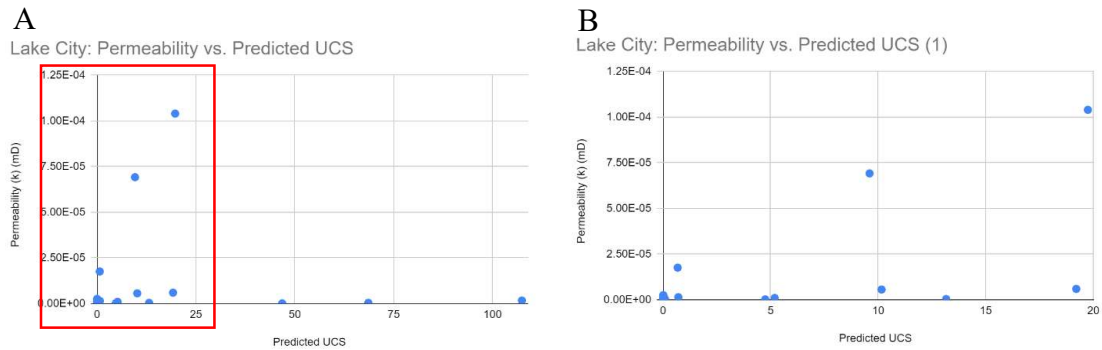 A
Lake City: Permeability vs. Predicted UCS
Permeability (k) (mD)
1.25E-04
1.00E-04
7.50E-05
5.00E-05
2.50E-05
0.00E+00
0
25
50
75
100
Predicted UCS
B
Lake City: Permeability vs. Predicted UCS (1)
Permeability (k) (mD)
1.25E-04
1.00E-04
7.50E-05
5.00E-05
2.50E-05
0.00E+00
0
5
10
15
20
Predicted UCS